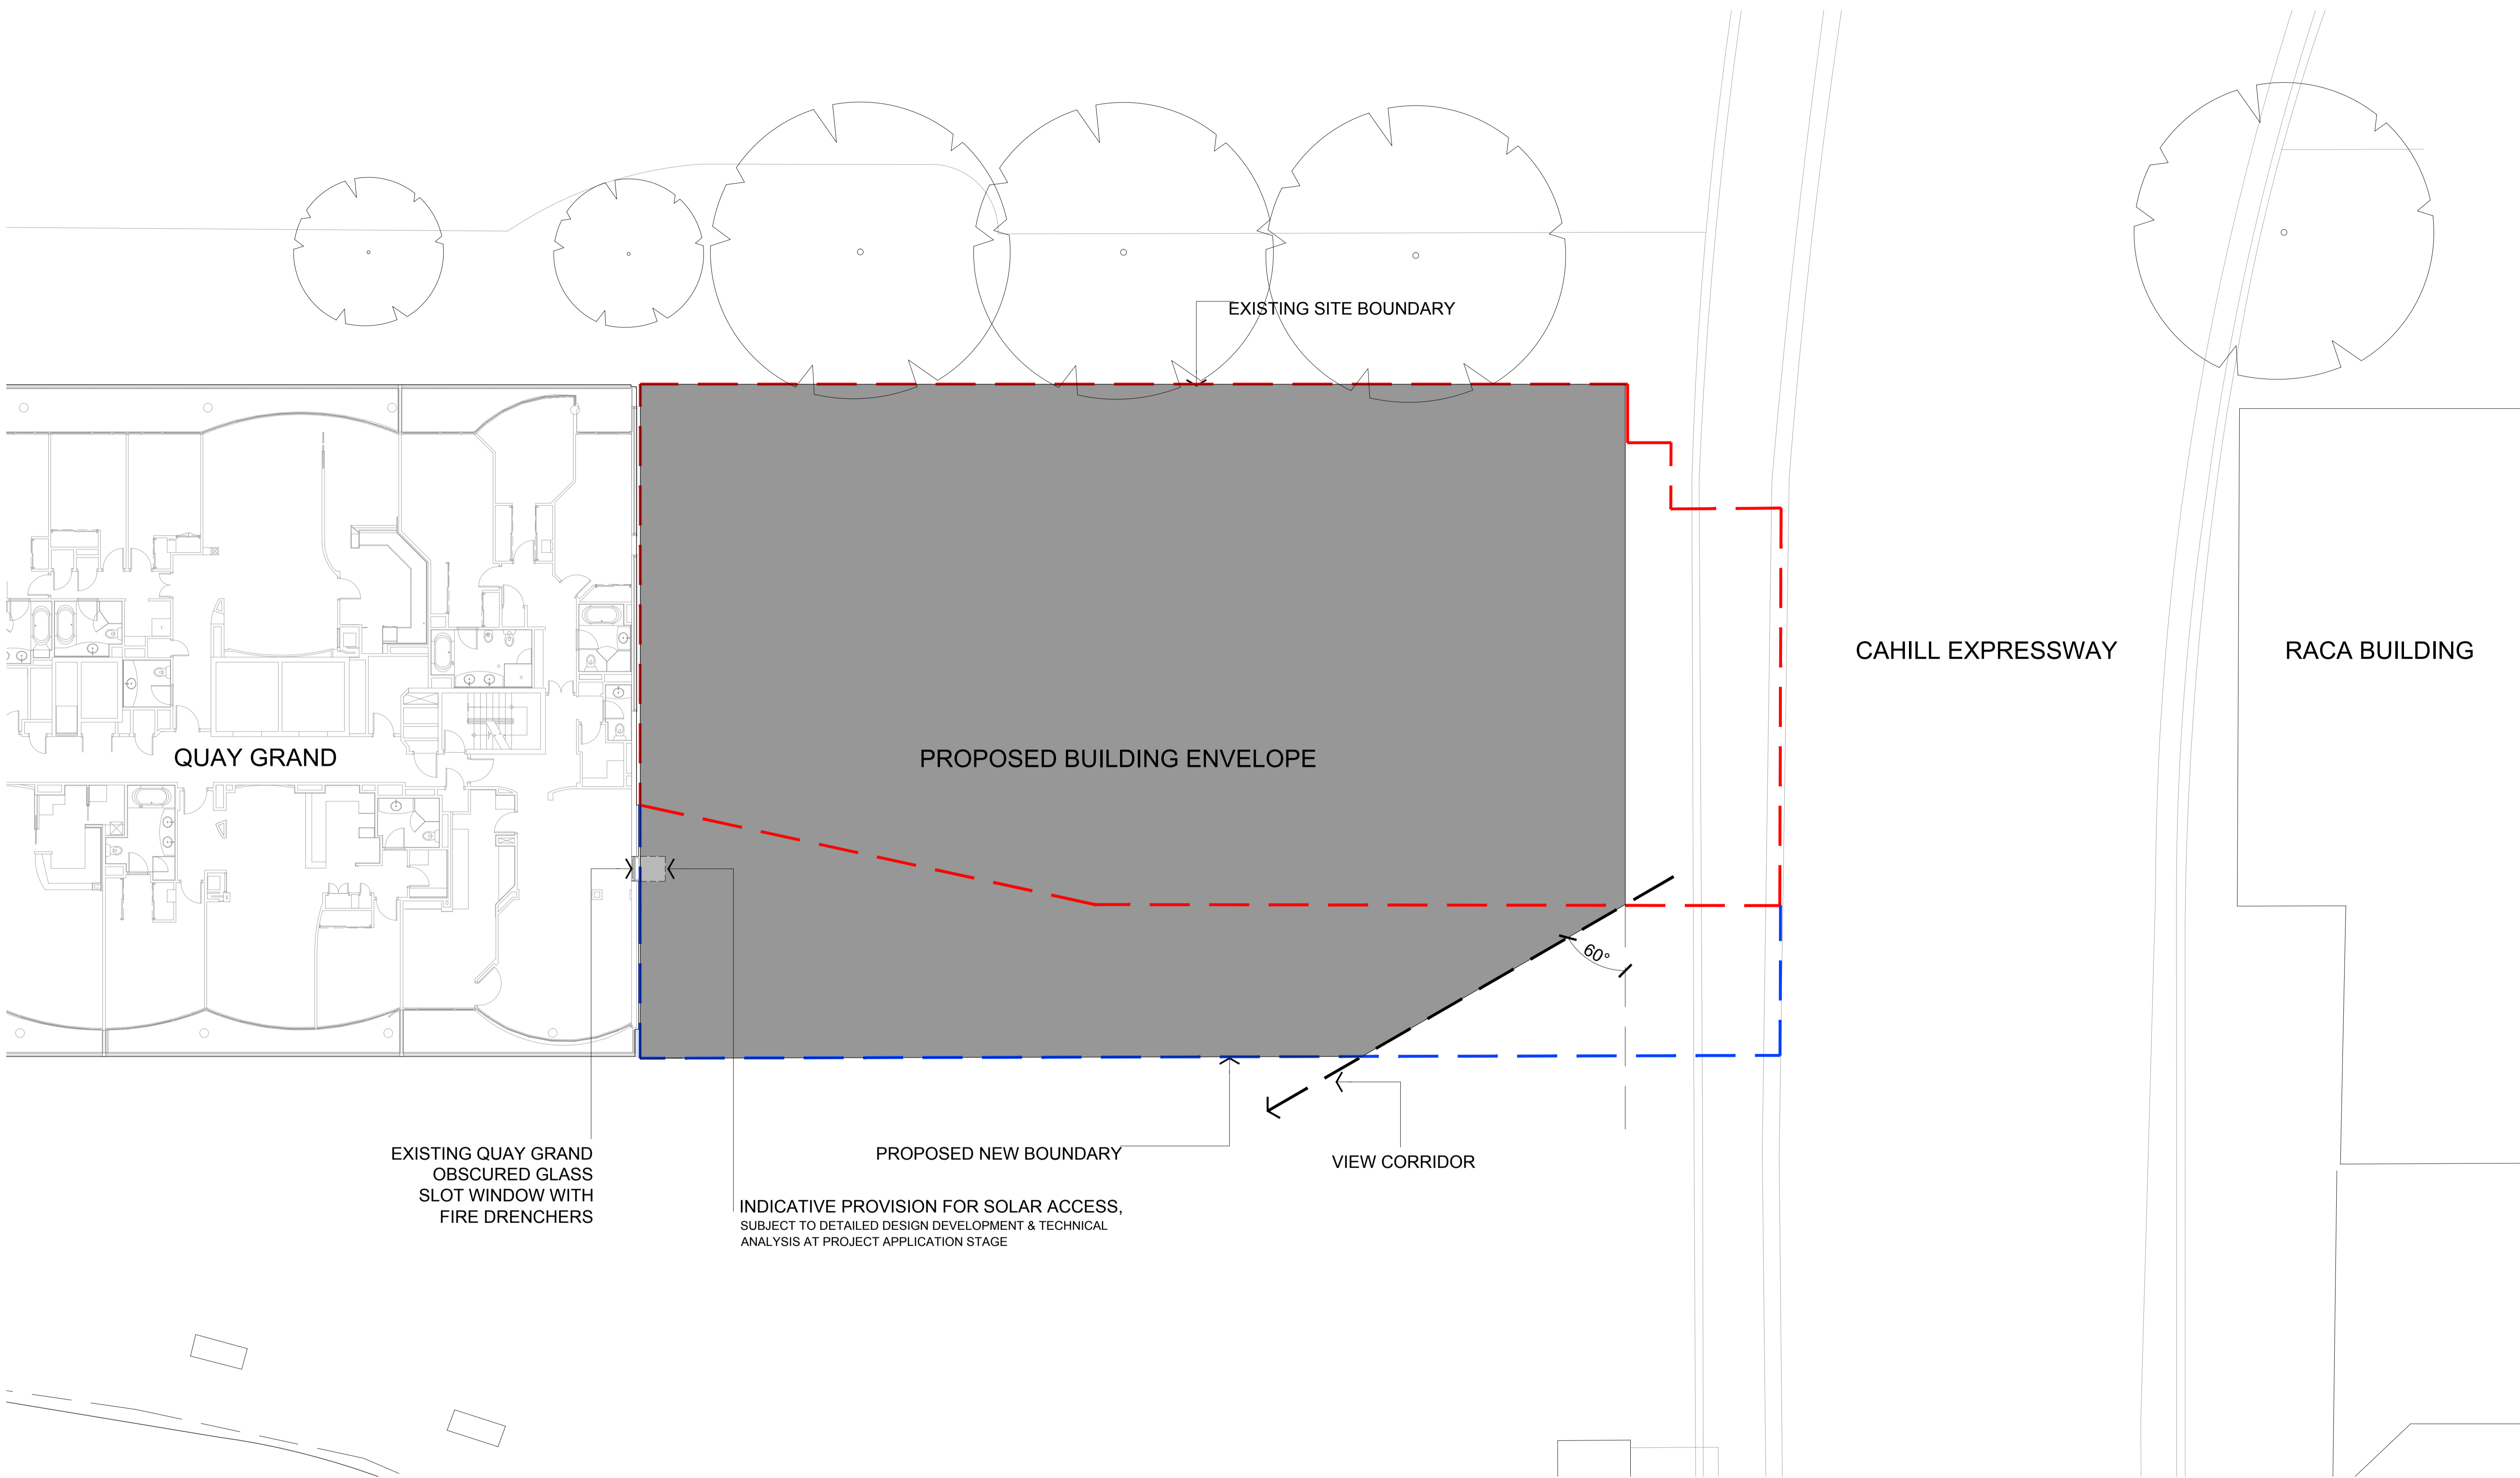 EXISTING SITE BOUNDARY
CAHILL EXPRESSWAY
RACA BUILDING
QUAY GRAND
PROPOSED BUILDING ENVELOPE
60°
EXISTING QUAY GRAND
OBSCURED GLASS
SLOT WINDOW WITH
FIRE DRENCHERS
PROPOSED NEW BOUNDARY
VIEW CORRIDOR
INDICATIVE PROVISION FOR SOLAR ACCESS,
SUBJECT TO DETAILED DESIGN DEVELOPMENT & TECHNICAL
ANALYSIS AT PROJECT APPLICATION STAGE